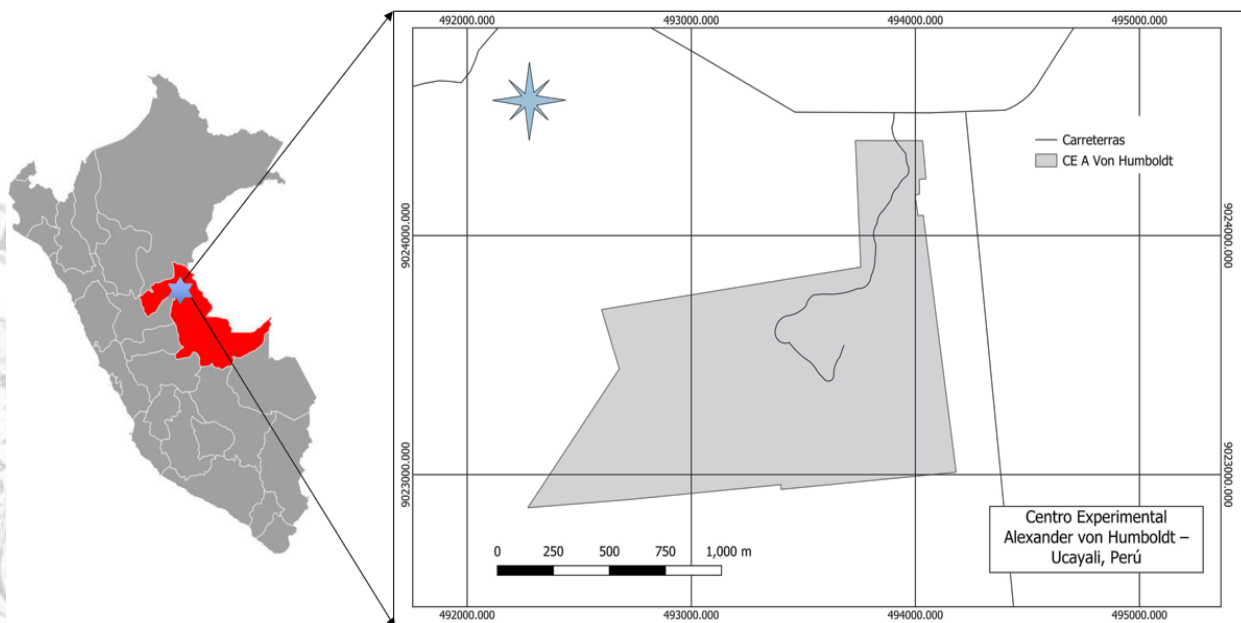 492000.000 493000.000 494000.000 495000.000
Carreterras
CE A Von Humboldt
9024000.000 9024000.000
9023000.000 9023000.000
Centro Experimental
Alexander von Humboldt –
Ucayali, Perú
0 250 500 750 1,000 m
492000.000 493000.000 494000.000 495000.000